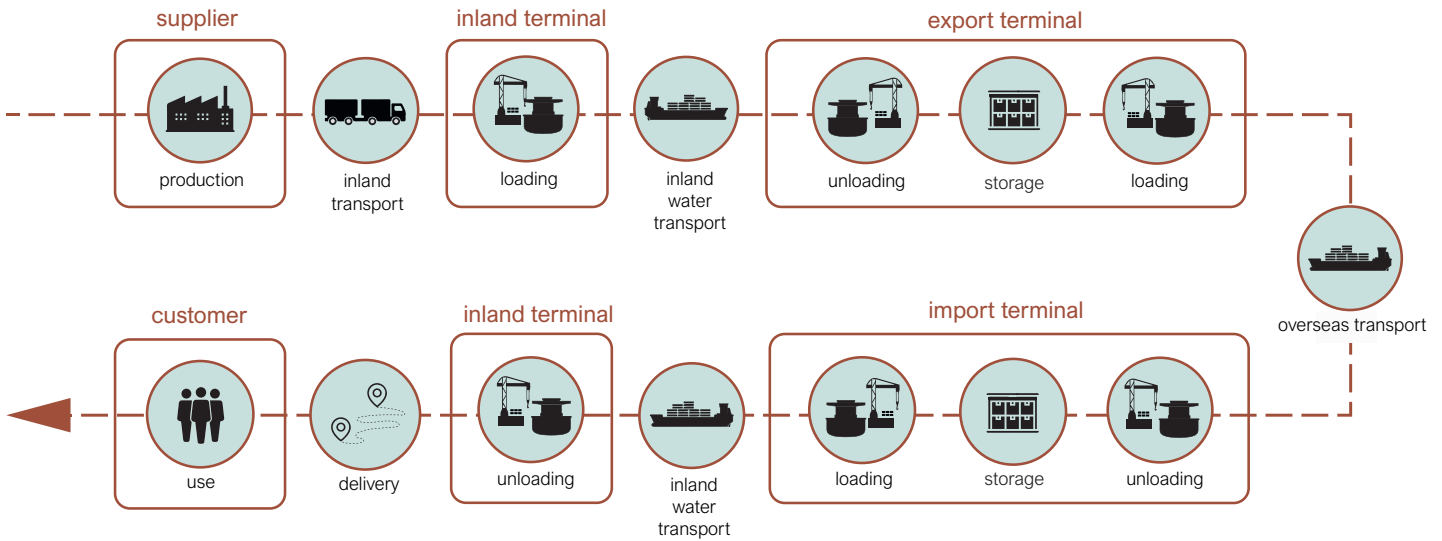 supplier
inland terminal
export terminal
production
inland
transport
loading
inland
water
transport
unloading
storage
loading
overseas transport
customer
inland terminal
import terminal
use
delivery
unloading
inland
water
transport
loading
storage
unloading